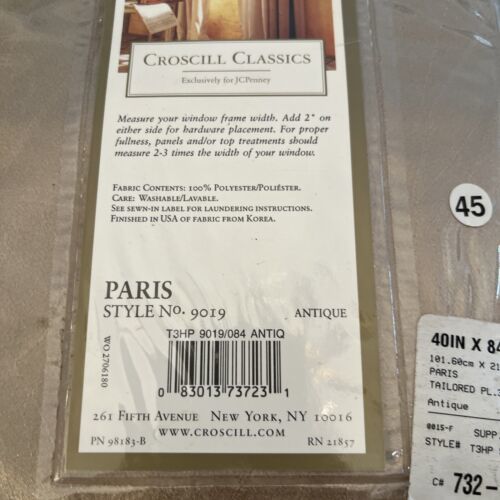 CROSCILL CLASSICS
Exclusively for JCPenney
Measure your window frame width. Add 2" on
either side for hardware placement. For proper
fullness, panels and/or top treatments should
measure 2-3 times the width of your window.
FABRIC CONTENTS: 100% POLYESTER/POLIÉSTER.
CARE: WASHABLE/LAVABLE.
SEE SEWN-IN LABEL FOR LAUNDERING INSTRUCTIONS.
FINISHED IN USA OF FABRIC FROM KOREA.
PARIS
STYLE NO. 9019 ANTIQUE
T3HP 9019/084 ANTIQ
0 83013 73723 1
WO 2706180
261 FIFTH AVENUE NEW YORK, NY 10016
WWW.CROSCILL.COM
PN 98183-B RN 21857
45
40IN X 84
101.60cm X 21
PARIS
TAILORED PL.
Antique
0015-F SUPP
STYLE# T3HP
C# 732-